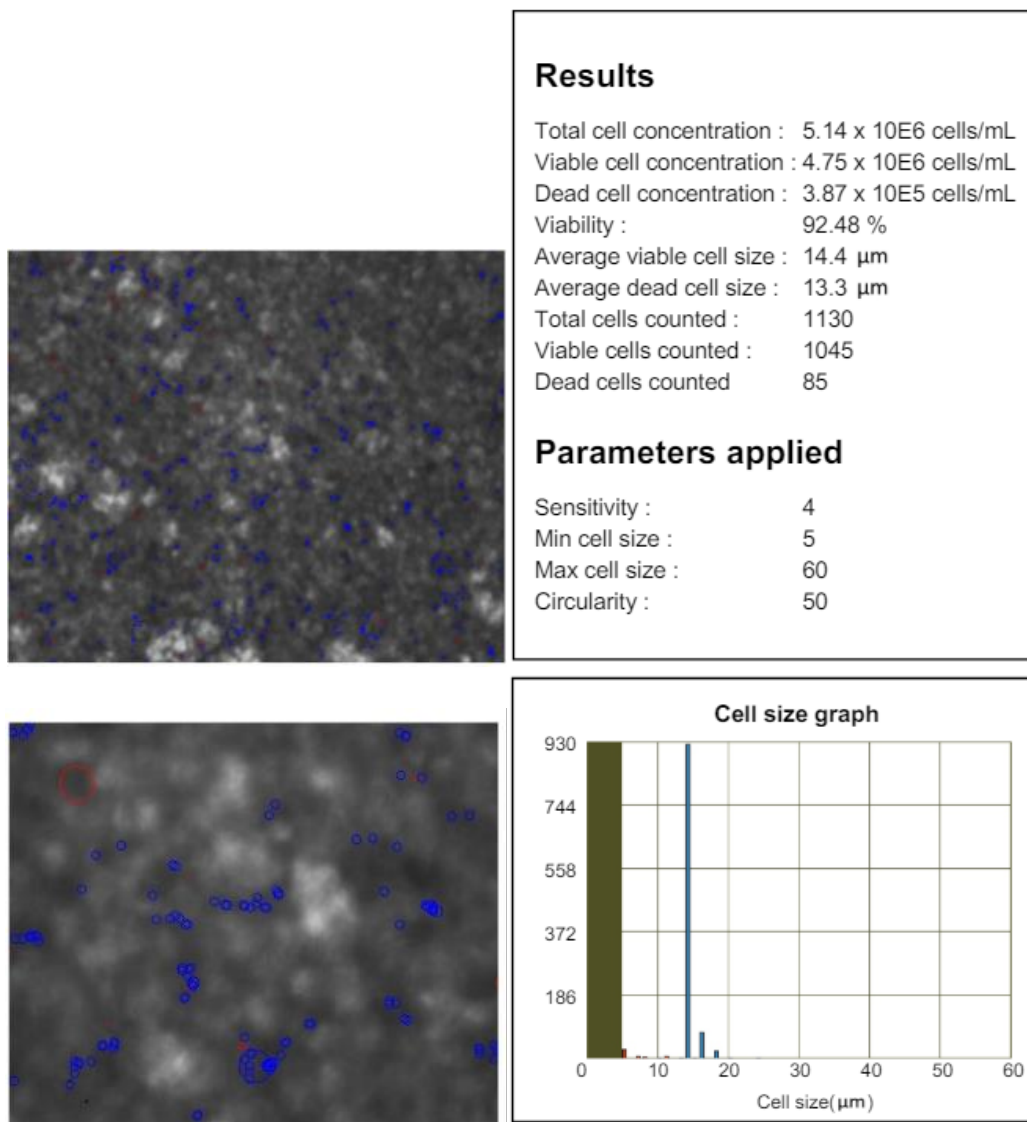 Results
Total cell concentration : 5.14 x 10E6 cells/mL
Viable cell concentration : 4.75 x 10E6 cells/mL
Dead cell concentration : 3.87 x 10E5 cells/mL
Viability : 92.48 %
Average viable cell size : 14.4 μm
Average dead cell size : 13.3 μm
Total cells counted : 1130
Viable cells counted : 1045
Dead cells counted 85
Parameters applied
Sensitivity : 4
Min cell size : 5
Max cell size : 60
Circularity : 50
Cell size graph
930
744
558
372
186
0 10 20 30 40 50 60
Cell size(μm)